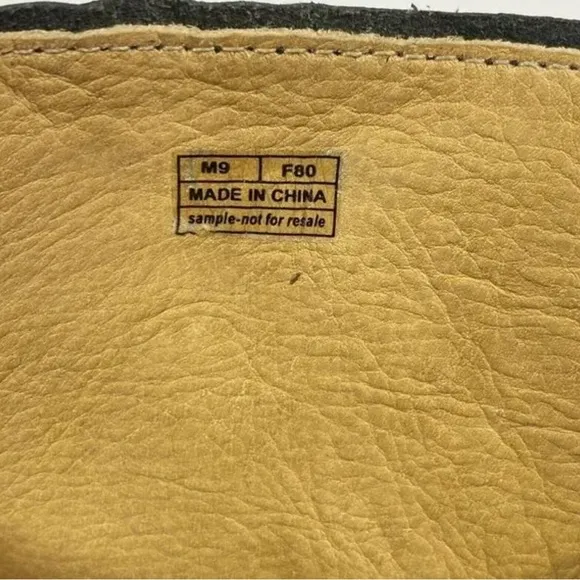 M9 F80
MADE IN CHINA
sample-not for resale